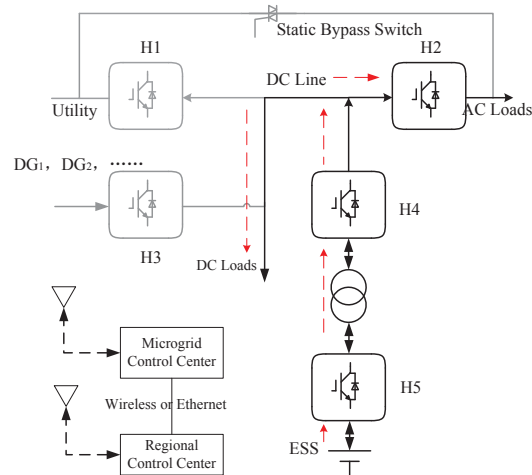 Static Bypass Switch
H1
H2
DC Line
Utility
AC Loads
DG₁, DG₂, ······
H3
H4
DC Loads
Microgrid
Control Center
Wireless or Ethernet
H5
Regional
Control Center
ESS